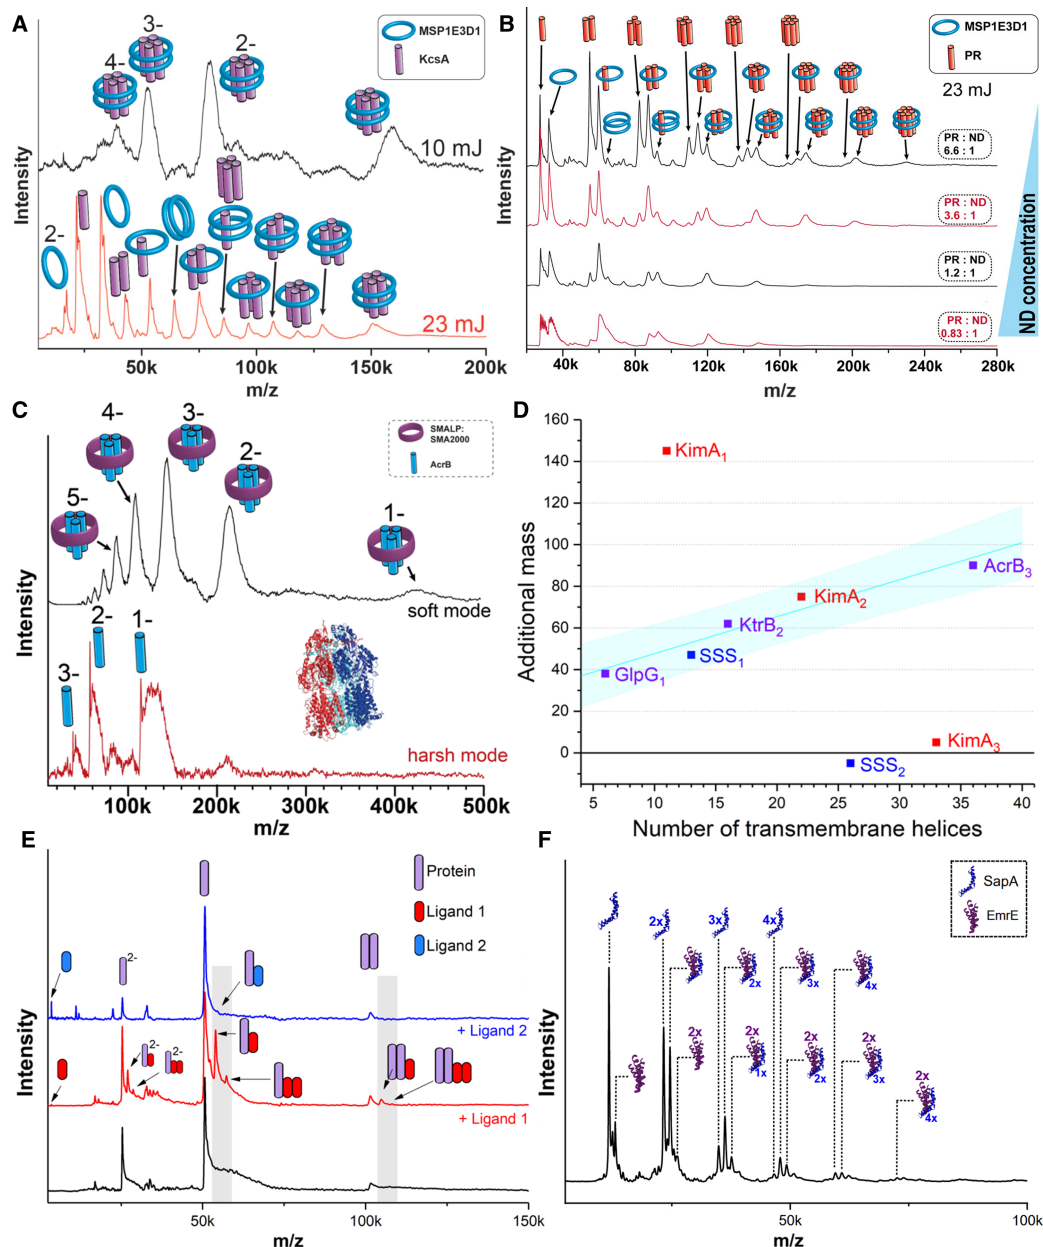 A
3-
4-
2-
MSP1E3D1
KcsA
10 mJ
2-
23 mJ
Intensity
50k
100k
150k
200k
m/z
B
MSP1E3D1
PR
23 mJ
PR : ND
6.6 : 1
PR : ND
3.6 : 1
PR : ND
1.2 : 1
PR : ND
0.83 : 1
ND concentration
Intensity
40k
80k
120k
160k
200k
240k
280k
m/z
C
5-
4-
3-
2-
1-
SMALP:
SMA2000
AcrB
soft mode
3-
2-
1-
harsh mode
Intensity
100k
200k
300k
400k
500k
m/z
D
160
140
120
100
80
60
40
20
0
Additional mass
KimA1
AcrB3
KimA2
KtrB2
SSS1
GlpG1
KimA3
SSS2
5
10
15
20
25
30
35
40
Number of transmembrane helices
E
Protein
Ligand 1
Ligand 2
2-
+ Ligand 2
2-
2-
+ Ligand 1
Intensity
50k
100k
150k
m/z
F
SapA
EmrE
2x
3x
4x
2x
3x
4x
2x
2x
1x
2x
2x
2x
3x
2x
4x
Intensity
50k
100k
m/z